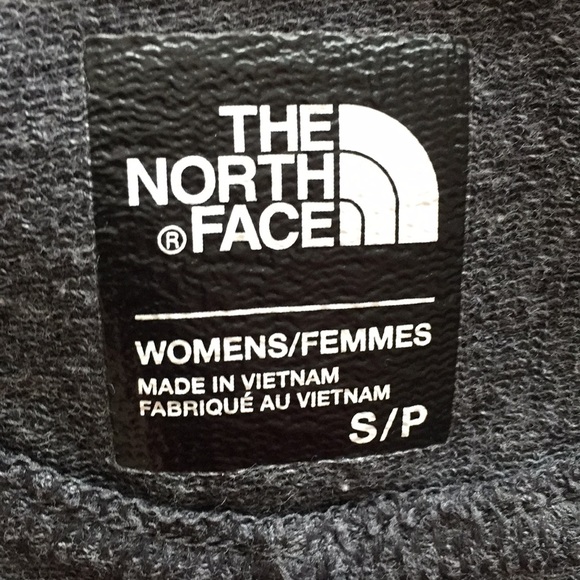 THE
NORTH
® FACE
WOMENS/FEMMES
MADE IN VIETNAM
FABRIQUÉ AU VIETNAM
S/P